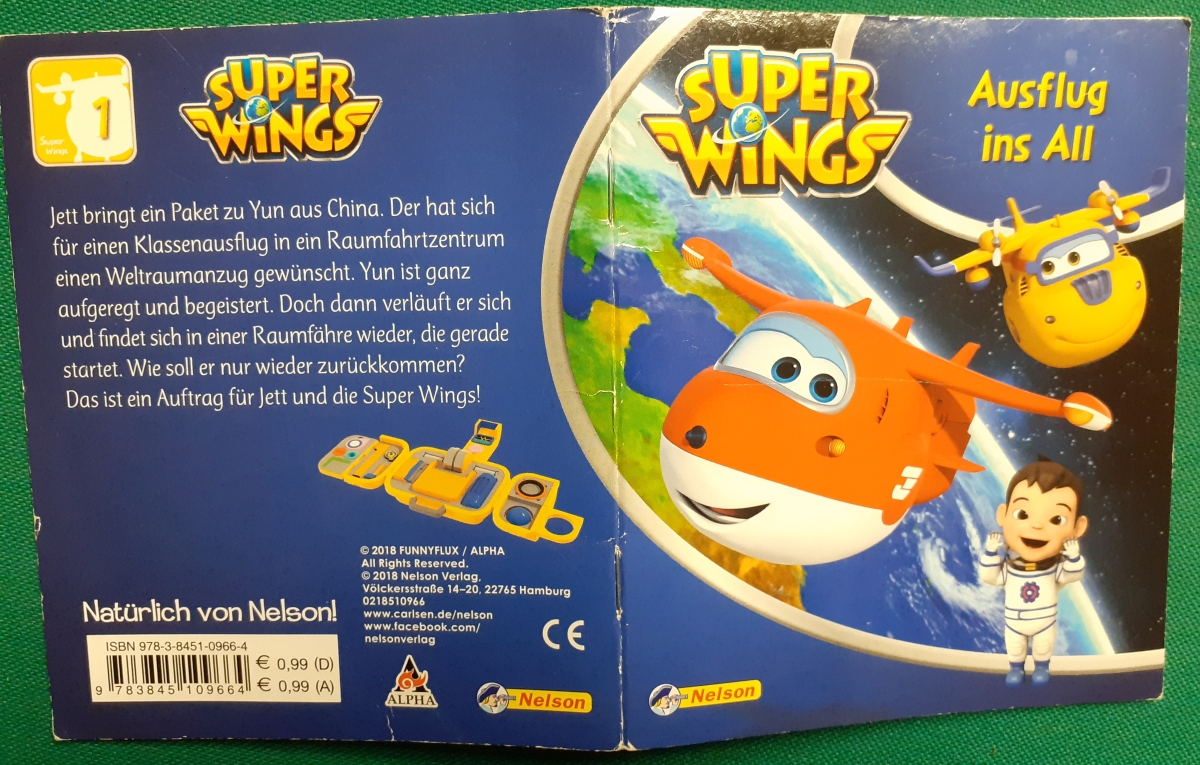 1
Super
Wings
SUPER
WiNGS
Jett bringt ein Paket zu Yun aus China. Der hat sich
für einen Klassenausflug in ein Raumfahrtzentrum
einen Weltraumanzug gewünscht. Yun ist ganz
aufgeregt und begeistert. Doch dann verläuft er sich
und findet sich in einer Raumfähre wieder, die gerade
startet. Wie soll er nur wieder zurückkommen?
Das ist ein Auftrag für Jett und die Super Wings!
© 2018 FUNNYFLUX / ALPHA
All Rights Reserved.
© 2018 Nelson Verlag,
Völckersstraße 14–20, 22765 Hamburg
0218510966
www.carlsen.de/nelson
www.facebook.com/
nelsonverlag
CE
Natürlich von Nelson!
ISBN 978-3-8451-0966-4
€ 0,99 (D)
€ 0,99 (A)
9 783845 109664
ALPHA
Nelson
SUPER
WiNGS
Ausflug
ins All
J
Nelson